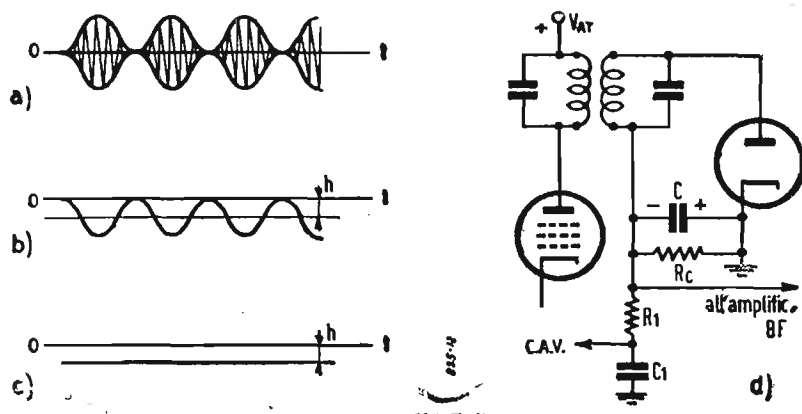 0
t
a)
h
0
t
b)
h
0
t
c)
+ VAT
- C +
RC
all'amplific.
BF
R1
C.A.V.
C1
d)